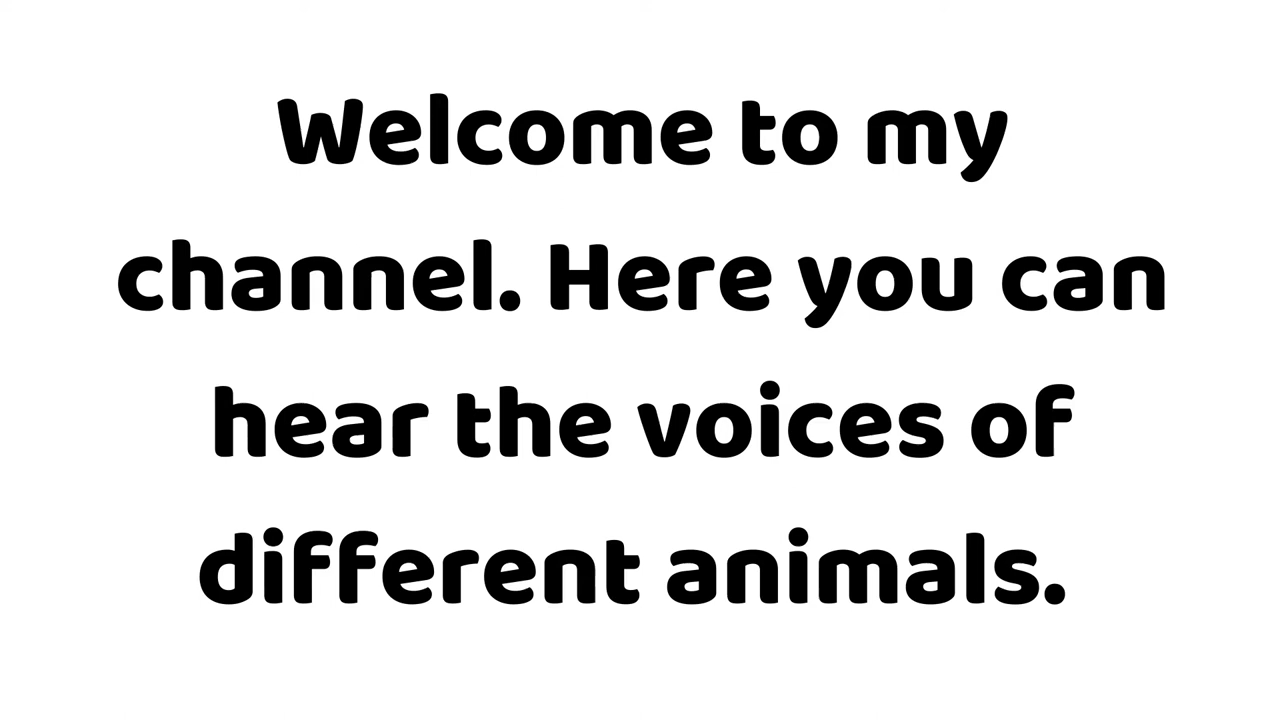 Welcome to my
channel. Here you can
hear the voices of
different animals.